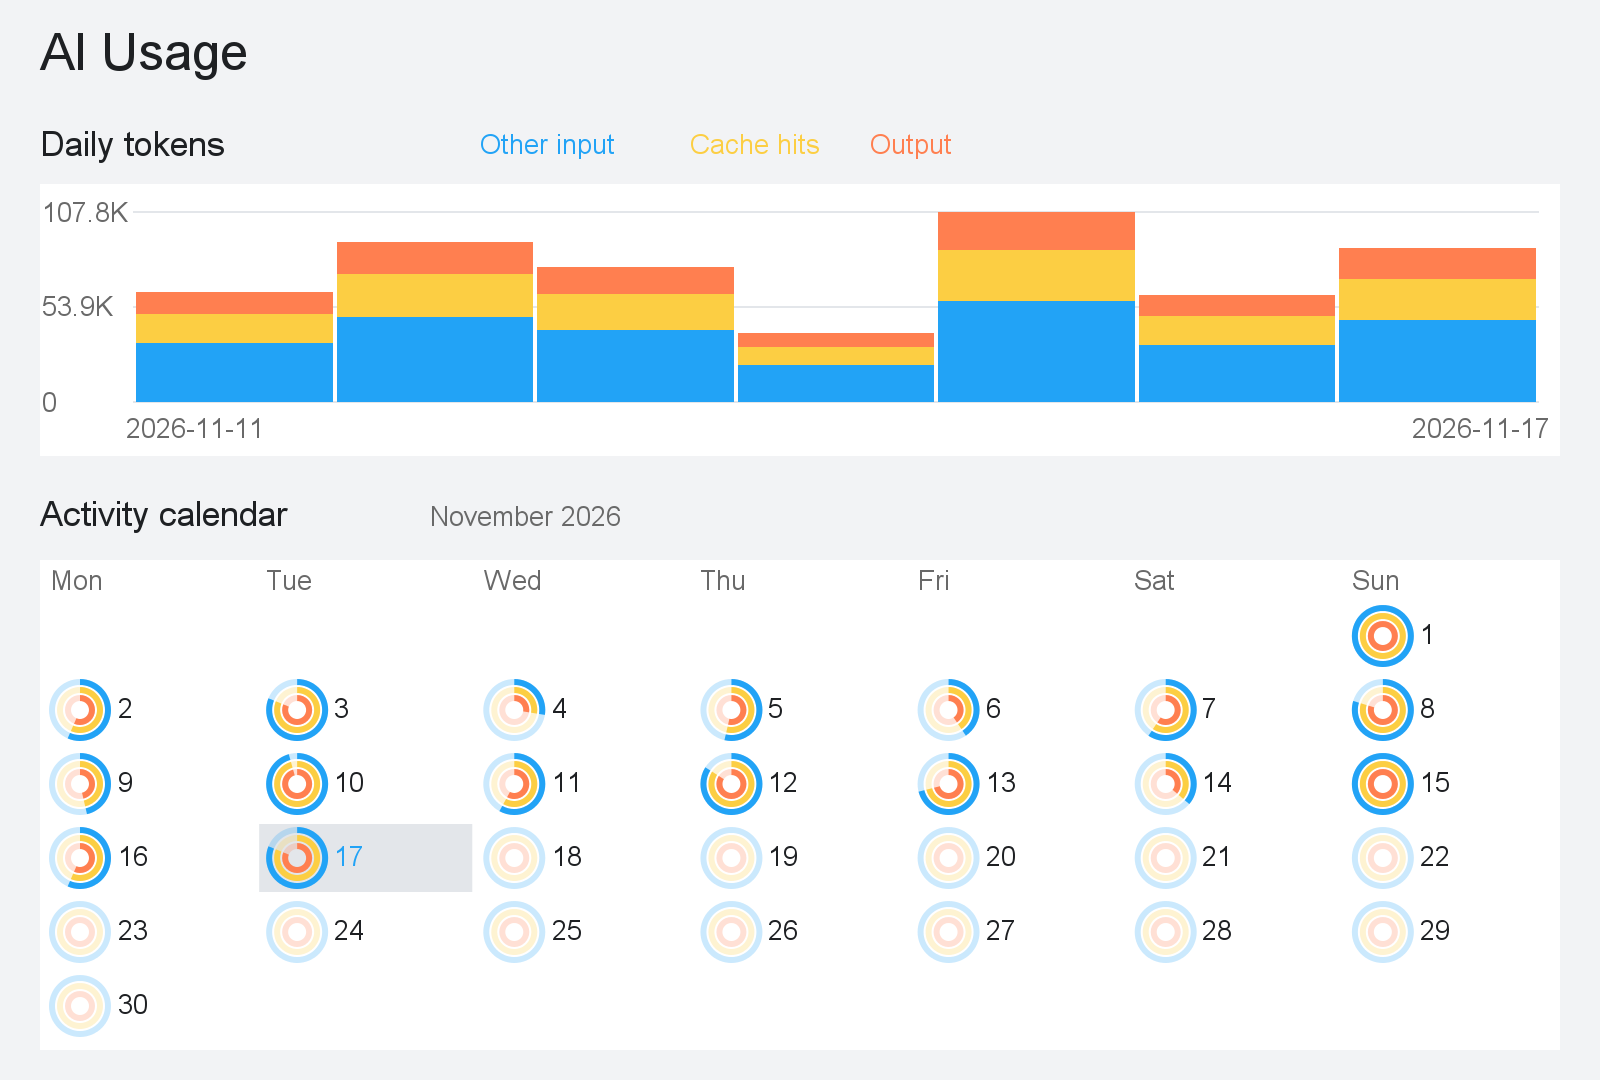 AI Usage
Daily tokens Other input Cache hits Output
107.8K
53.9K
0
2026-11-11 2026-11-17
Activity calendar November 2026
Mon Tue Wed Thu Fri Sat Sun
1
2 3 4 5 6 7 8
9 10 11 12 13 14 15
16 17 18 19 20 21 22
23 24 25 26 27 28 29
30